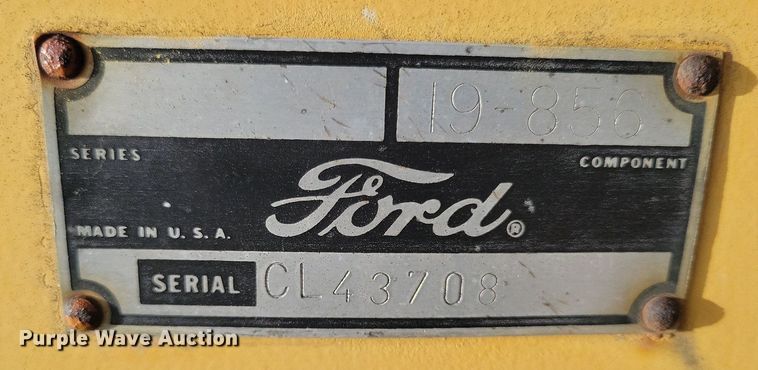 19-856
SERIES
COMPONENT
Ford®
MADE IN U. S. A.
SERIAL CL43708
Purple Wave Auction